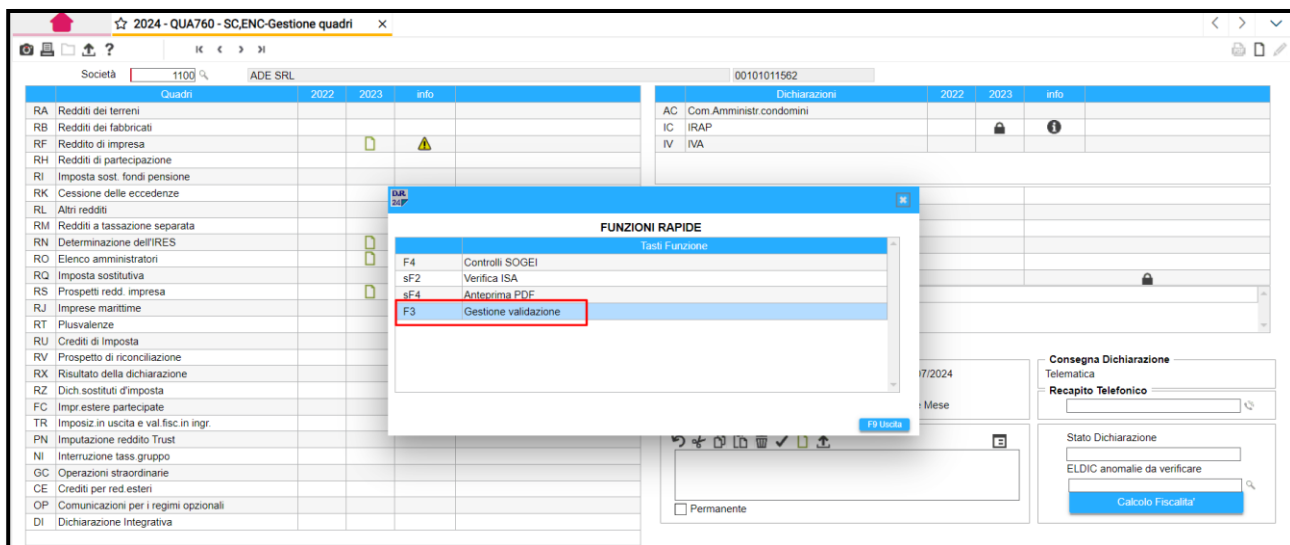 2024 - QUA760 - SC,ENC-Gestione quadri
Società 1100 ADE SRL 00101011562
Quadri 2022 2023 info
RA Redditi dei terreni
RB Redditi dei fabbricati
RF Reddito di impresa
RH Redditi di partecipazione
RI Imposta sost. fondi pensione
RK Cessione delle eccedenze
RL Altri redditi
RM Redditi a tassazione separata
RN Determinazione dell'IRES
RO Elenco amministratori
RQ Imposta sostitutiva
RS Prospetti redd. impresa
RJ Imprese marittime
RT Plusvalenze
RU Crediti di Imposta
RV Prospetto di riconciliazione
RX Risultato della dichiarazione
RZ Dich.sostituti d'imposta
FC Impr.estere partecipate
TR Imposiz.in uscita e val.fisc.in ingr.
PN Imputazione reddito Trust
NI Interruzione tass.gruppo
GC Operazioni straordinarie
CE Crediti per red.esteri
OP Comunicazioni per i regimi opzionali
DI Dichiarazione Integrativa
Dichiarazioni 2022 2023 info
AC Com.Amministr.condomini
IC IRAP
IV IVA
FUNZIONI RAPIDE
Tasti Funzione
F4 Controlli SOGEI
sF2 Verifica ISA
sF4 Anteprima PDF
F3 Gestione validazione
F9 Uscita
07/2024
Mese
Consegna Dichiarazione
Telematica
Recapito Telefonico
Permanente
Stato Dichiarazione
ELDIC anomalie da verificare
Calcolo Fiscalita'